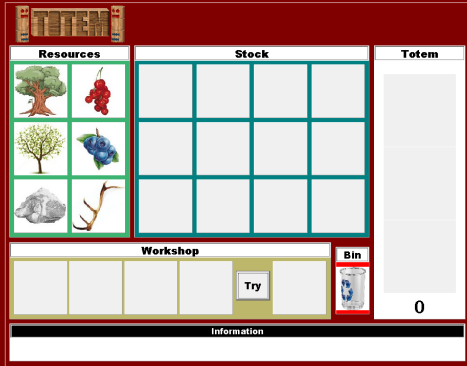 TOTEM
Resources
Stock
Totem
Workshop
Bin
Try
0
Information